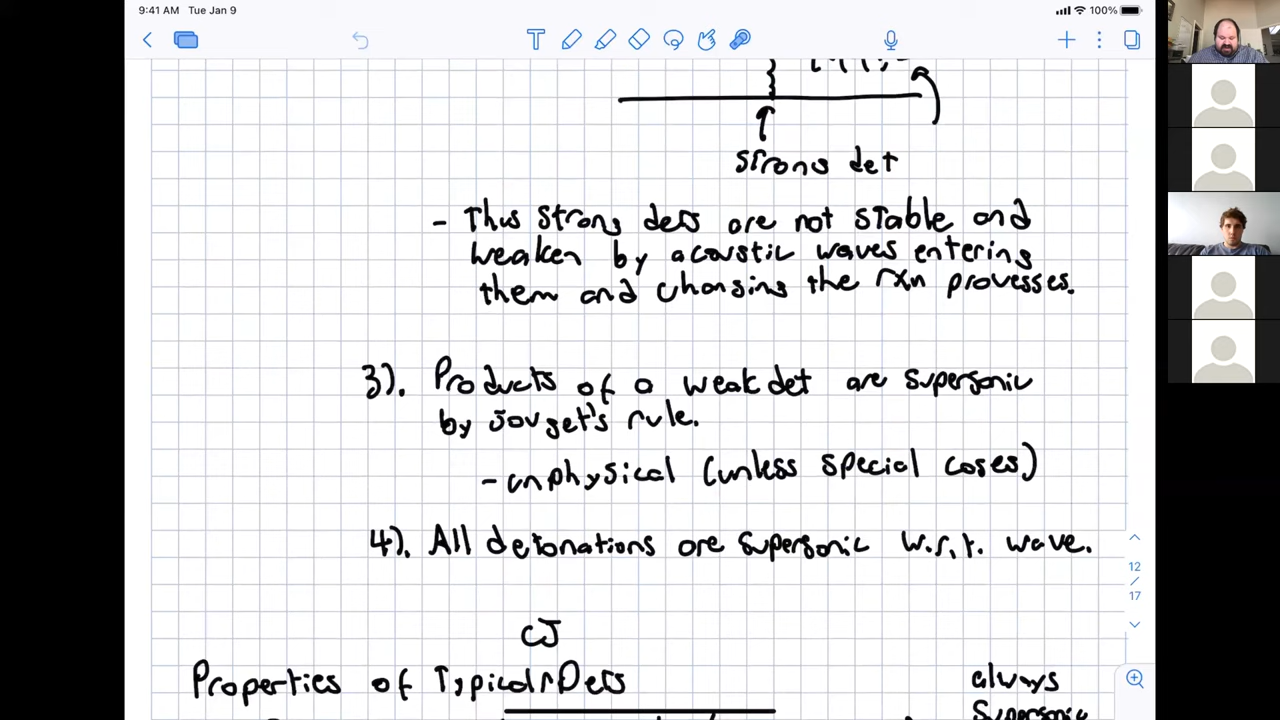 9:41 AM Tue Jan 9
100%
T
strong det
- Thus strong dets are not stable and
weaken by acoustic waves entering
them and changing the rxn processes.
3). Products of a weak det are supersonic
by Jouget's rule.
- unphysical (unless special cases)
4). All detonations are supersonic w.r.t. wave.
12
/
17
CJ
Properties of Typical Dets
always
supersonic